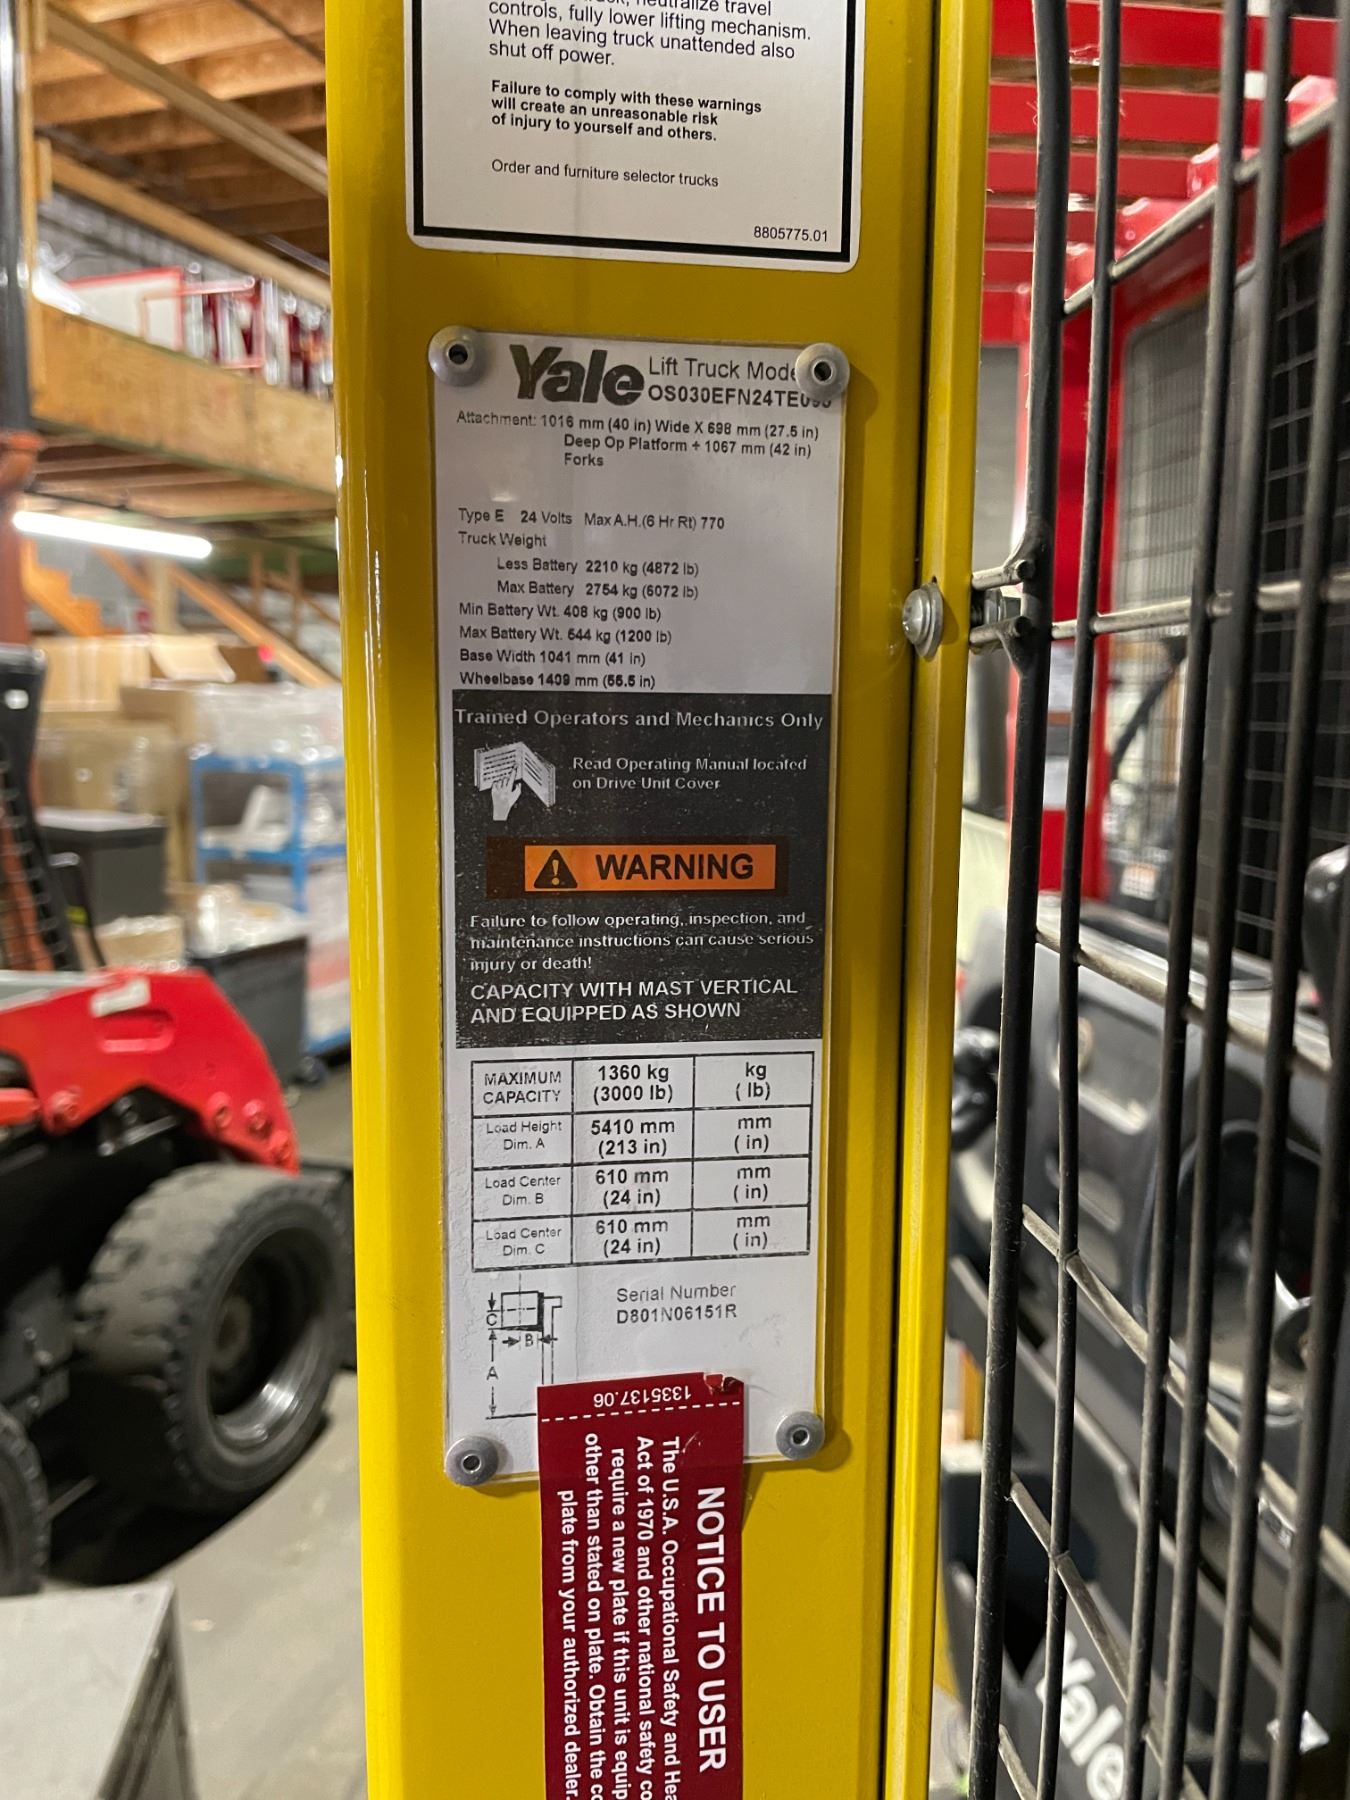 neutralize travel
controls, fully lower lifting mechanism.
When leaving truck unattended also
shut off power.
Failure to comply with these warnings
will create an unreasonable risk
of injury to yourself and others.
Order and furniture selector trucks
8805775.01
Yale Lift Truck Mode
OS030EFN24TE095
Attachment: 1016 mm (40 in) Wide X 698 mm (27.5 in)
Deep Op Platform + 1067 mm (42 in)
Forks
Type E 24 Volts Max A.H.(6 Hr Rt) 770
Truck Weight
Less Battery 2210 kg (4872 lb)
Max Battery 2754 kg (6072 lb)
Min Battery Wt. 408 kg (900 lb)
Max Battery Wt. 544 kg (1200 lb)
Base Width 1041 mm (41 in)
Wheelbase 1409 mm (55.5 in)
Trained Operators and Mechanics Only
Read Operating Manual located
on Drive Unit Cover
WARNING
Failure to follow operating, inspection, and
maintenance instructions can cause serious
injury or death!
CAPACITY WITH MAST VERTICAL
AND EQUIPPED AS SHOWN
MAXIMUM CAPACITY 1360 kg (3000 lb) kg ( lb)
Load Height Dim. A 5410 mm (213 in) mm ( in)
Load Center Dim. B 610 mm (24 in) mm ( in)
Load Center Dim. C 610 mm (24 in) mm ( in)
Serial Number
D801N06151R
C
B
A
1335137.06
NOTICE TO USER
The U.S.A. Occupational Safety and Hea
Act of 1970 and other national safety co
require a new plate if this unit is equip
other than stated on plate. Obtain the co
plate from your authorized dealer.
Yale